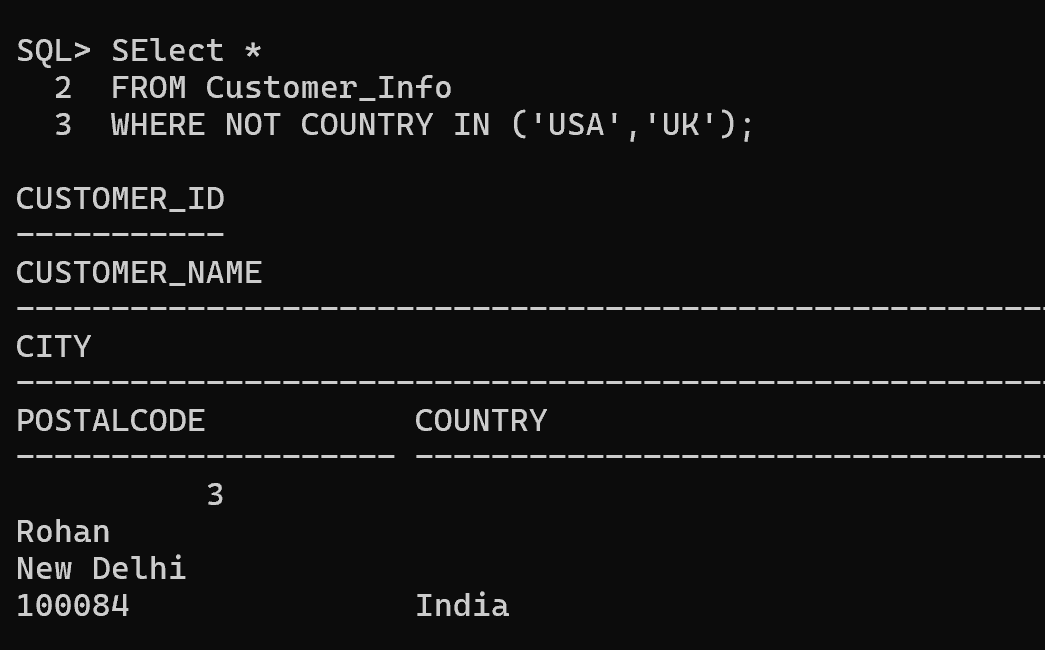 SQL> SElect *
  2  FROM Customer_Info
  3  WHERE NOT COUNTRY IN ('USA','UK');
CUSTOMER_ID
-----------
CUSTOMER_NAME
-------------------------------------------------------
CITY
-------------------------------------------------------
POSTALCODE           COUNTRY
-------------------- ----------------------------------
          3
Rohan
New Delhi
100084               India